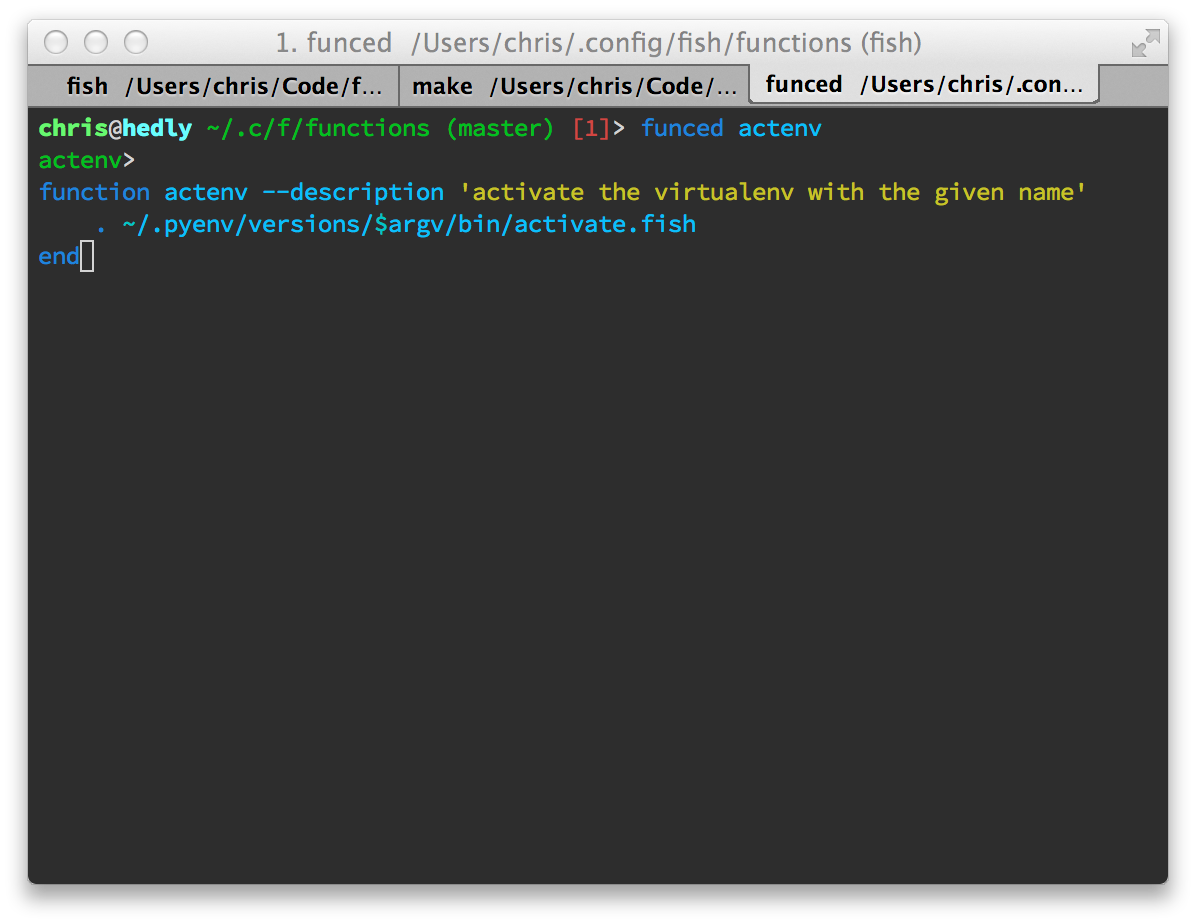 1. funced /Users/chris/.config/fish/functions (fish)
fish /Users/chris/Code/f... make /Users/chris/Code/... funced /Users/chris/.con...
chris@hedly ~/.c/f/functions (master) [1]> funced actenv
actenv>
function actenv --description 'activate the virtualenv with the given name'
    . ~/.pyenv/versions/$argv/bin/activate.fish
end